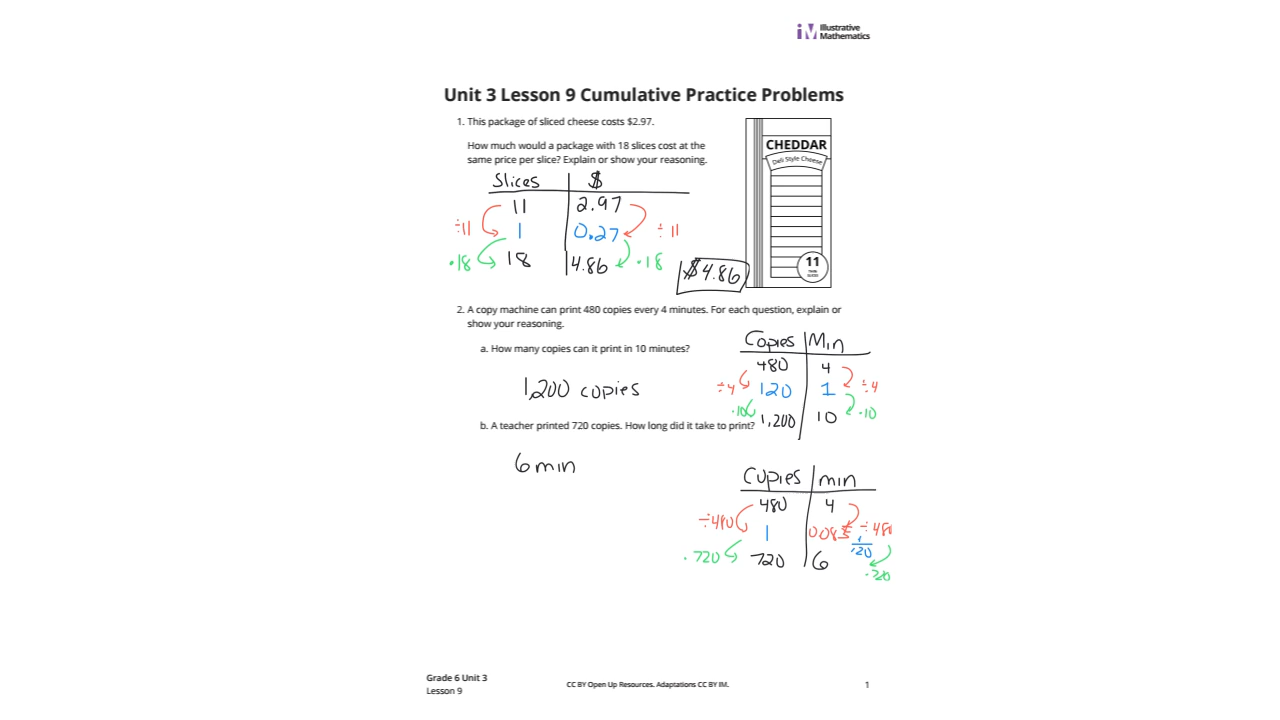 Illustrative
Mathematics
Unit 3 Lesson 9 Cumulative Practice Problems
1. This package of sliced cheese costs $2.97.
How much would a package with 18 slices cost at the
same price per slice? Explain or show your reasoning.
CHEDDAR
Deli Style Cheese
11
Slices $
11 2.97
÷11 1 0.27 ÷11
·18 18 4.86 ·18
$4.86
2. A copy machine can print 480 copies every 4 minutes. For each question, explain or
show your reasoning.
a. How many copies can it print in 10 minutes?
1,200 copies
Copies Min
480 4
÷4 120 1 ÷4
·10 1,200 10 ·10
b. A teacher printed 720 copies. How long did it take to print?
6 min
Copies min
480 4
÷480 1 ÷480
1/120
·720 720 6 ·720
Grade 6 Unit 3
Lesson 9
CC BY Open Up Resources. Adaptations CC BY IM.
1